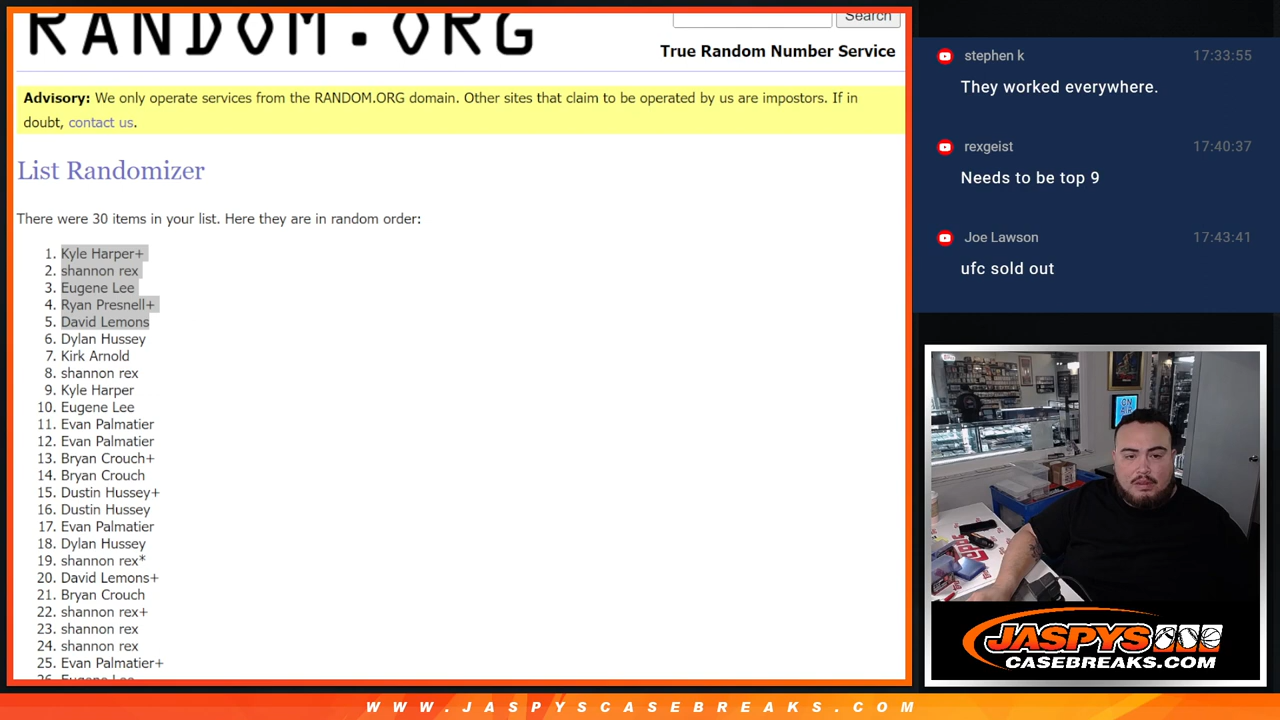 RANDOM.ORG
Search
True Random Number Service
Advisory: We only operate services from the RANDOM.ORG domain. Other sites that claim to be operated by us are impostors. If in
doubt, contact us.
List Randomizer
There were 30 items in your list. Here they are in random order:
1. Kyle Harper+
2. shannon rex
3. Eugene Lee
4. Ryan Presnell+
5. David Lemons
6. Dylan Hussey
7. Kirk Arnold
8. shannon rex
9. Kyle Harper
10. Eugene Lee
11. Evan Palmatier
12. Evan Palmatier
13. Bryan Crouch+
14. Bryan Crouch
15. Dustin Hussey+
16. Dustin Hussey
17. Evan Palmatier
18. Dylan Hussey
19. shannon rex*
20. David Lemons+
21. Bryan Crouch
22. shannon rex+
23. shannon rex
24. shannon rex
25. Evan Palmatier+
26. Eugene Lee
stephen k 17:33:55
They worked everywhere.
rexgeist 17:40:37
Needs to be top 9
Joe Lawson 17:43:41
ufc sold out
ON
JASPYS
CASEBREAKS.COM
WWW.JASPYSCASEBREAKS.COM